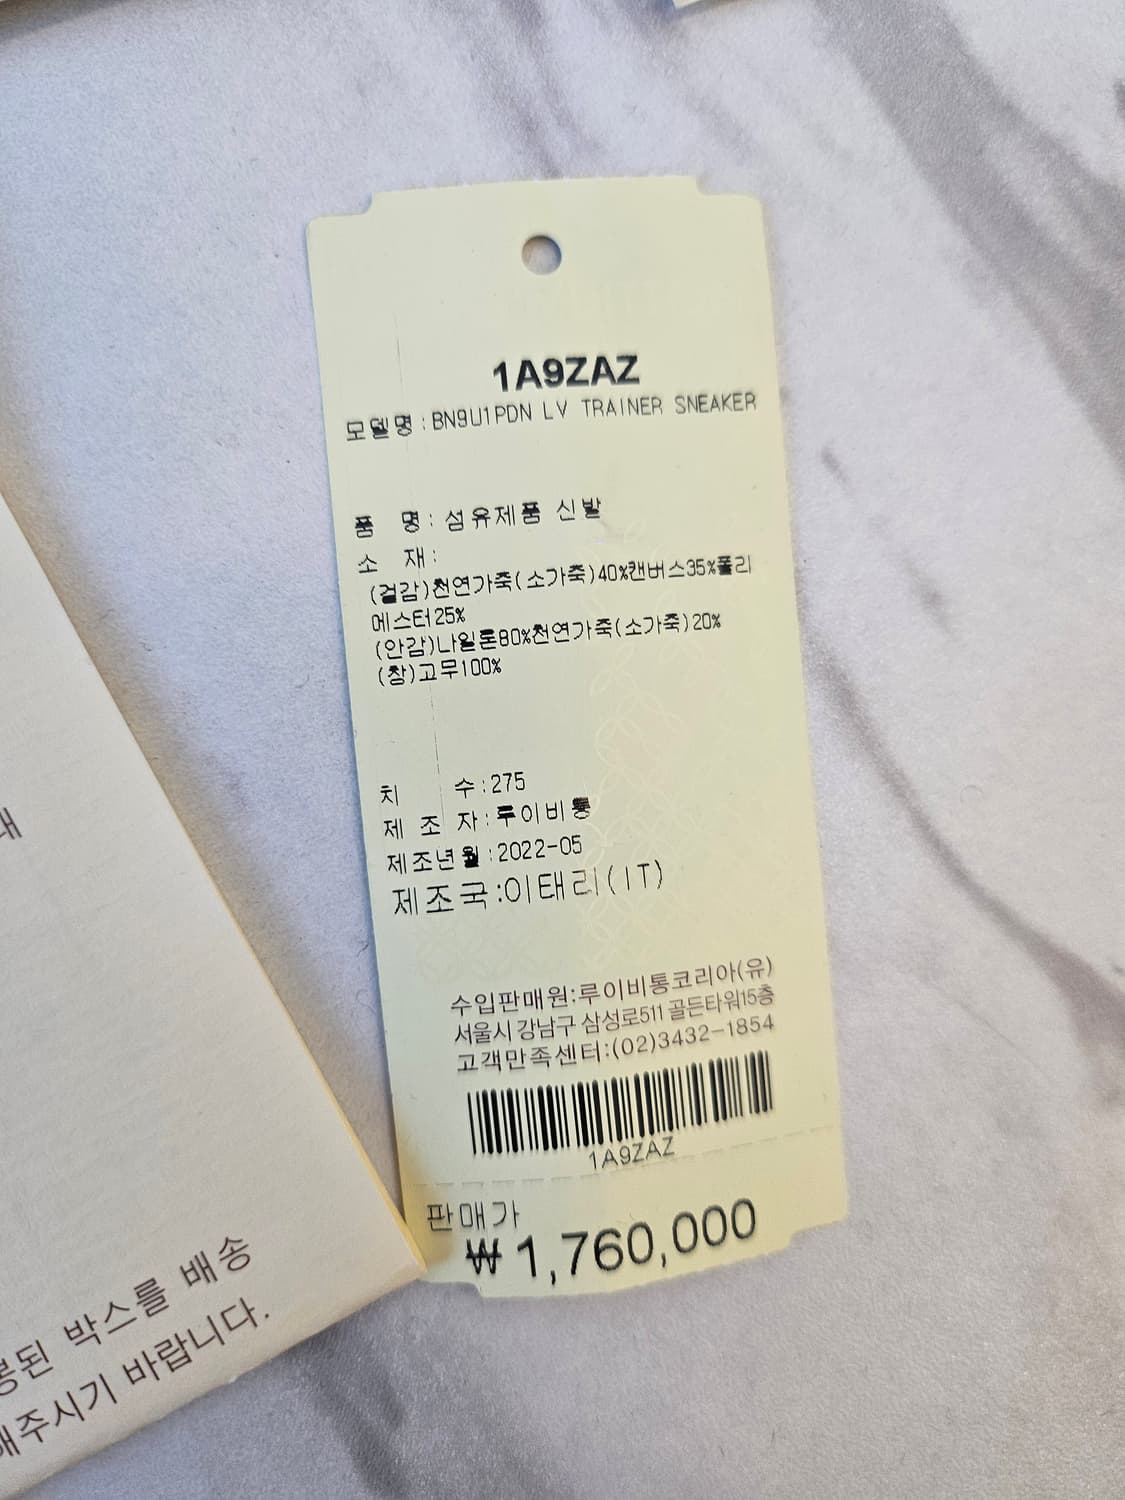 1A9ZAZ
모델명:BN9U1PDN LV TRAINER SNEAKER
품 명: 섬유제품 신발
소 재:
(겉감)천연가죽(소가죽)40%캔버스35%폴리
에스터25%
(안감)나일론80%천연가죽(소가죽)20%
(창)고무100%
치 수:275
제 조 자:루이비통
제조년월:2022-05
제조국:이태리(IT)
수입판매원:루이비통코리아(유)
서울시 강남구 삼성로511 골든타워15층
고객만족센터:(02)3432-1854
1A9ZAZ
판매가
₩ 1,760,000
내
봉된 박스를 배송
해주시기 바랍니다.